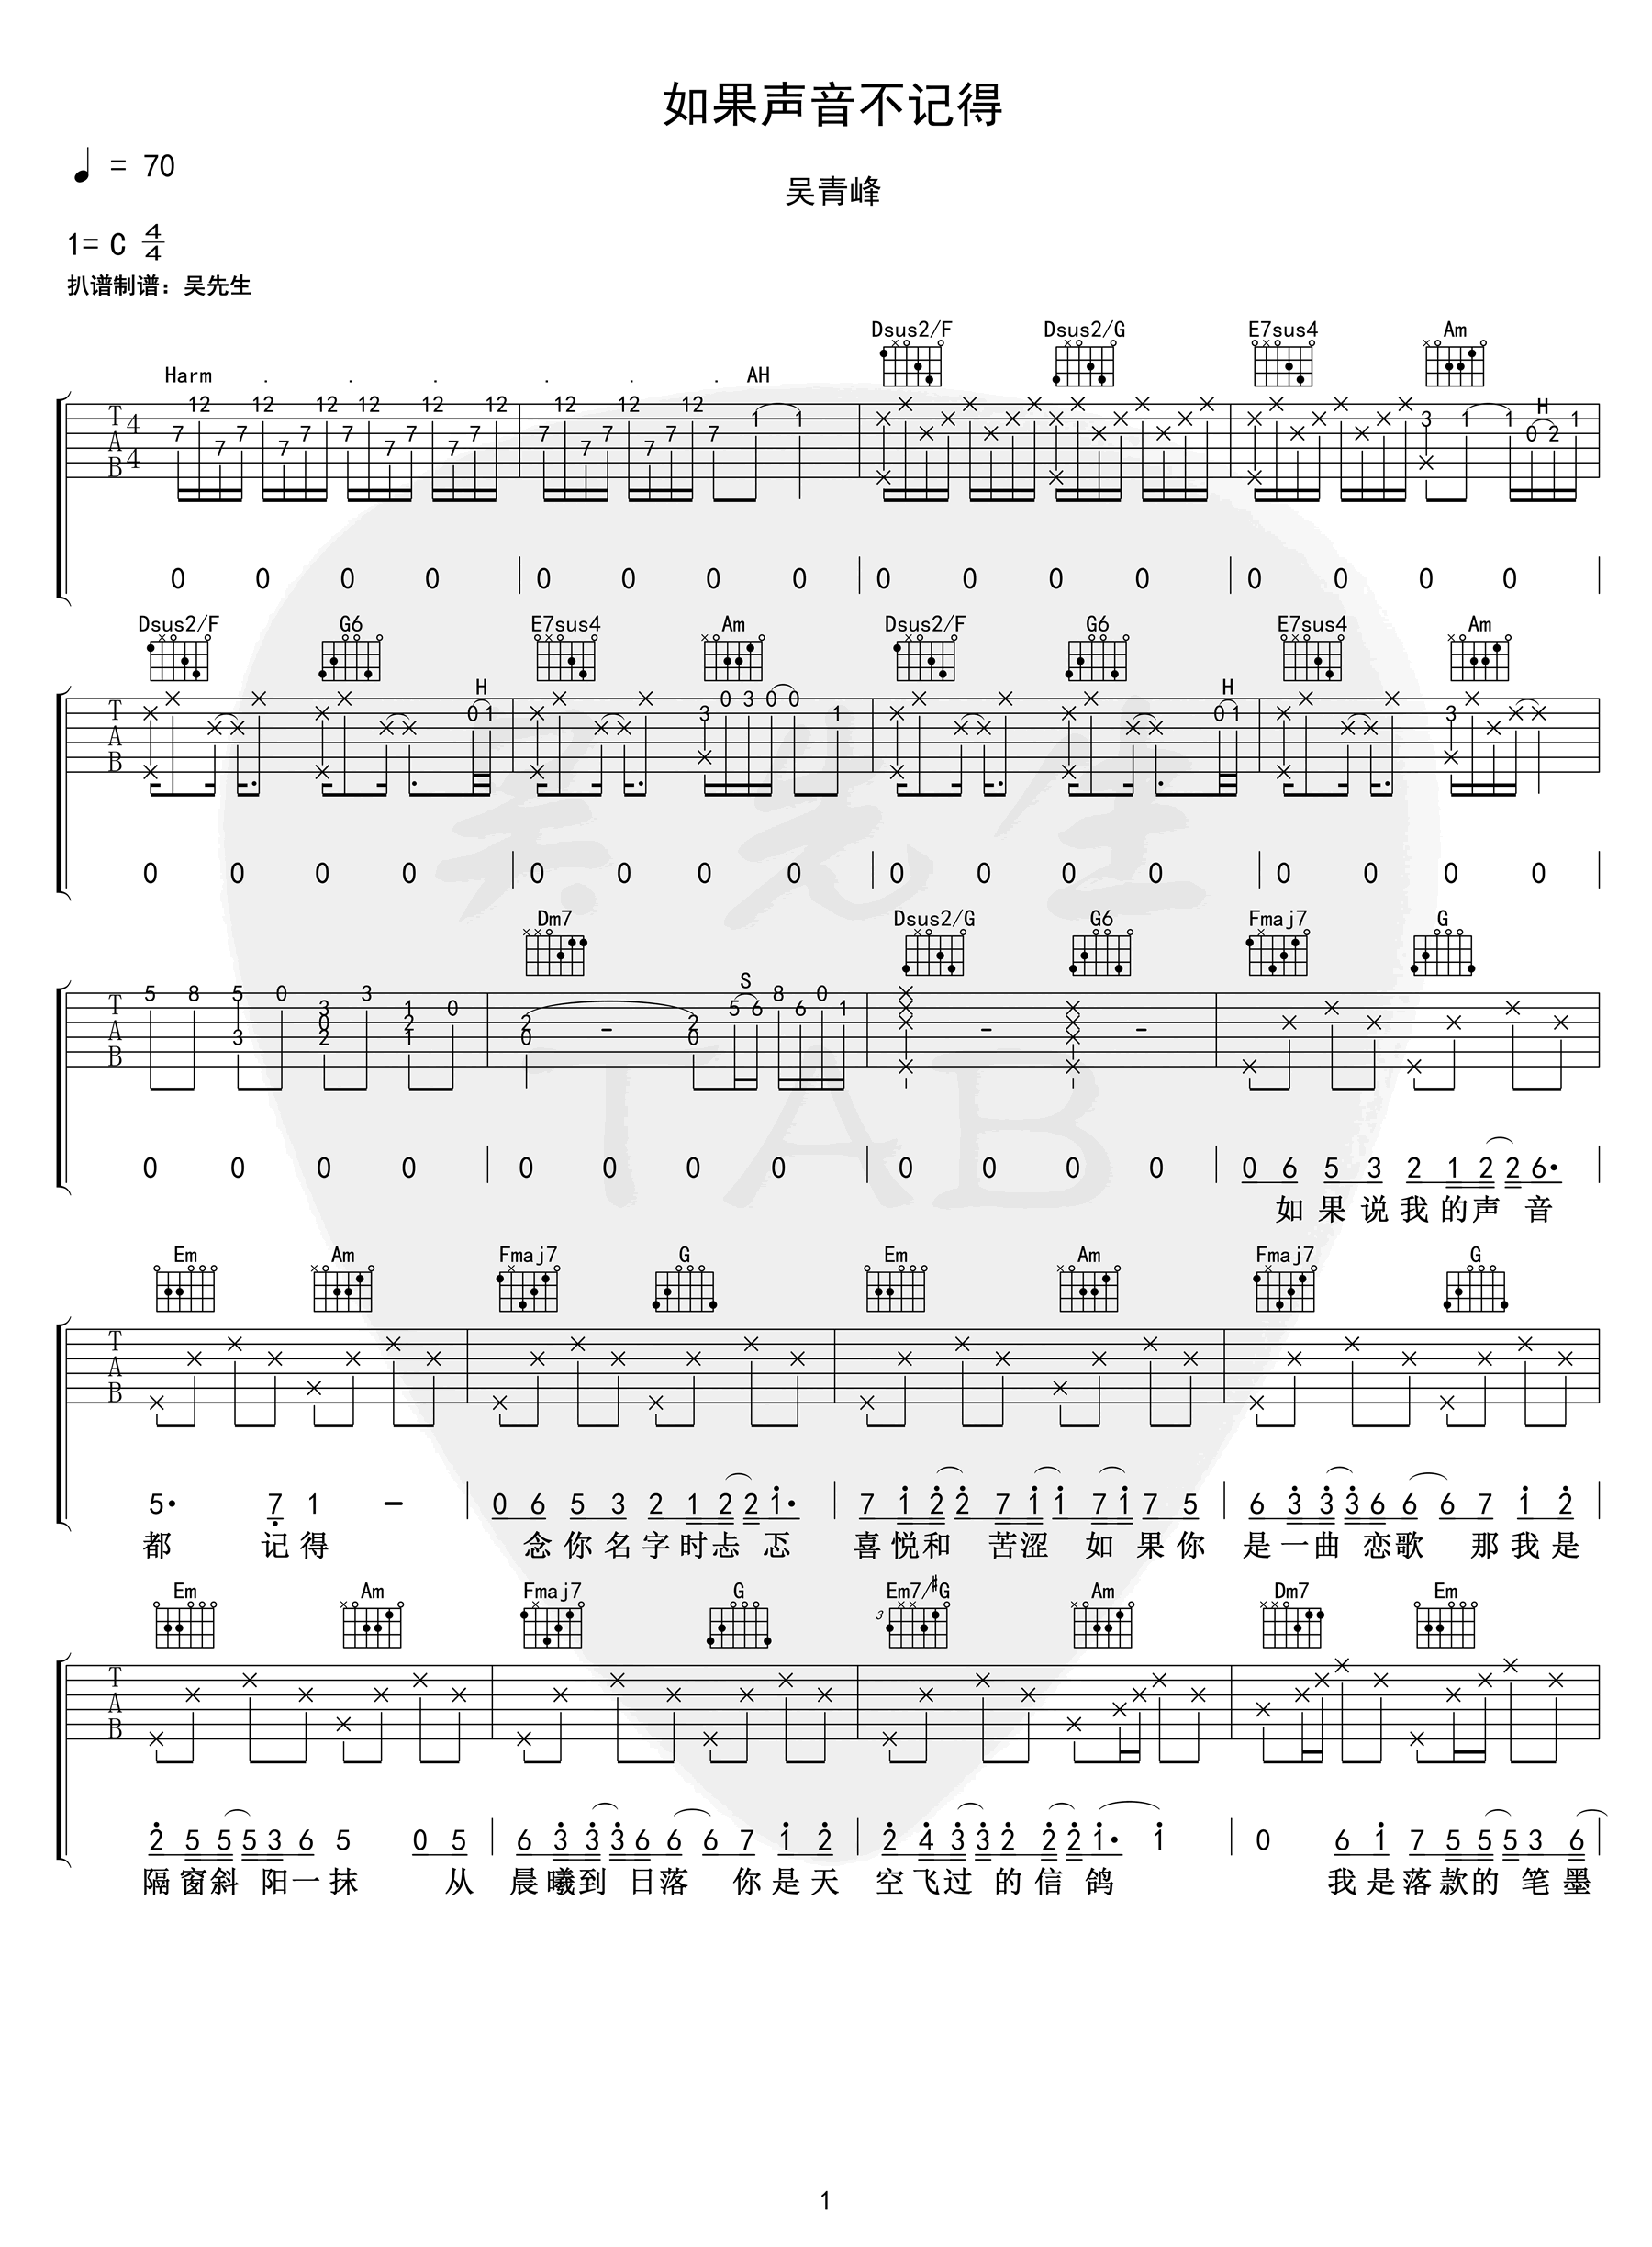 如果声音不记得
♩ = 70
吴青峰
1= C 4/4
扒谱制谱：吴先生
Dsus2/F Dsus2/G E7sus4 Am
Harm . . . . . . AH
H
0 0 0 0 | 0 0 0 0 | 0 0 0 0 | 0 0 0 0
Dsus2/F G6 E7sus4 Am Dsus2/F G6 E7sus4 Am
H H
0 0 0 0 | 0 0 0 0 | 0 0 0 0 | 0 0 0 0
Dm7 Dsus2/G G6 Fmaj7 G
S
0 0 0 0 | 0 0 0 0 | 0 0 0 0 | 0 6 5 3 2 1 2 2 6·
如果说我的声音
Em Am Fmaj7 G Em Am Fmaj7 G
5· 7 1 － | 0 6 5 3 2 1 2 2 1· | 7 1 2 2 7 1 1 7 1 7 5 | 6 3 3 3 6 6 6 7 1 2
都 记得 念你名字时忐忑 喜悦和 苦涩 如果你 是一曲恋歌 那我是
Em Am Fmaj7 G Em7/#G Am Dm7 Em
3
2 5 5 5 3 6 5 0 5 | 6 3 3 3 6 6 6 7 1 2 | 2 4 3 3 2 2 2 1· 1 | 0 6 1 7 5 5 5 3 6
隔窗斜 阳一抹 从 晨曦到 日落 你是天 空飞过 的信鸽 我是落款的 笔墨
吴先生
TAB
1